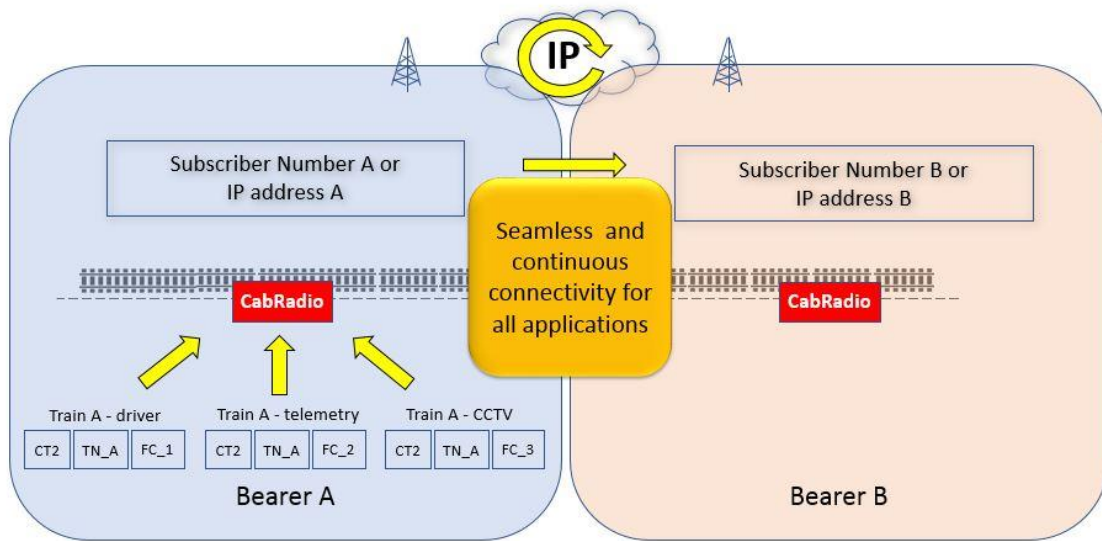 IP
Subscriber Number A or
IP address A
Subscriber Number B or
IP address B
Seamless and
continuous
connectivity for
all applications
CabRadio
CabRadio
Train A - driver
Train A - telemetry
Train A - CCTV
CT2 TN_A FC_1
CT2 TN_A FC_2
CT2 TN_A FC_3
Bearer A
Bearer B